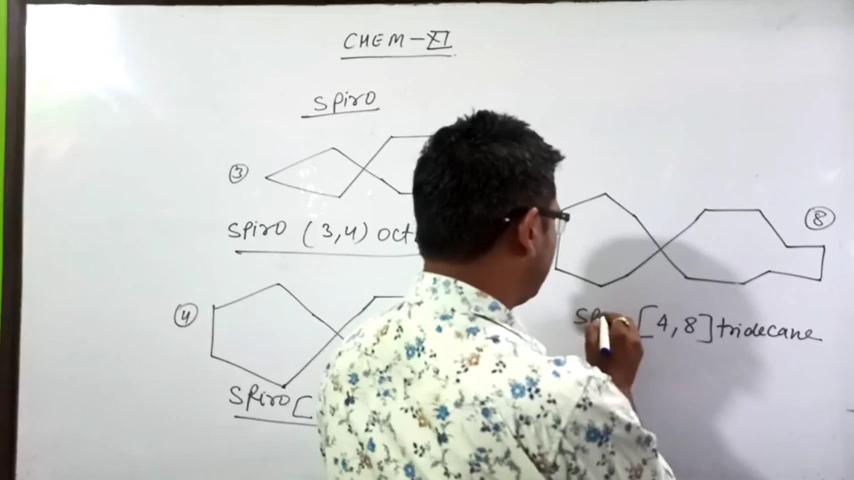 CHEM-XI
Spiro
③
Spiro (3,4) oct
④
Spiro [
⑧
[4,8] tridecane